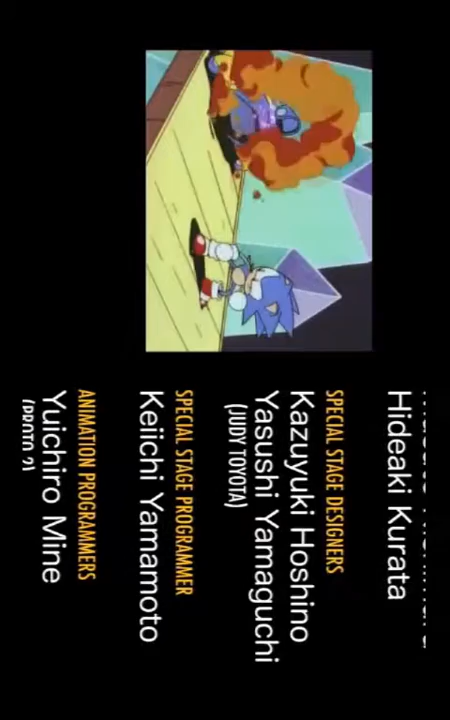 Hideaki Kurata
SPECIAL STAGE DESIGNERS
Kazuyuki Hoshino
Yasushi Yamaguchi
(JUDY TOYOTA)
SPECIAL STAGE PROGRAMMER
Keiichi Yamamoto
ANIMATION PROGRAMMERS
Yuichiro Mine